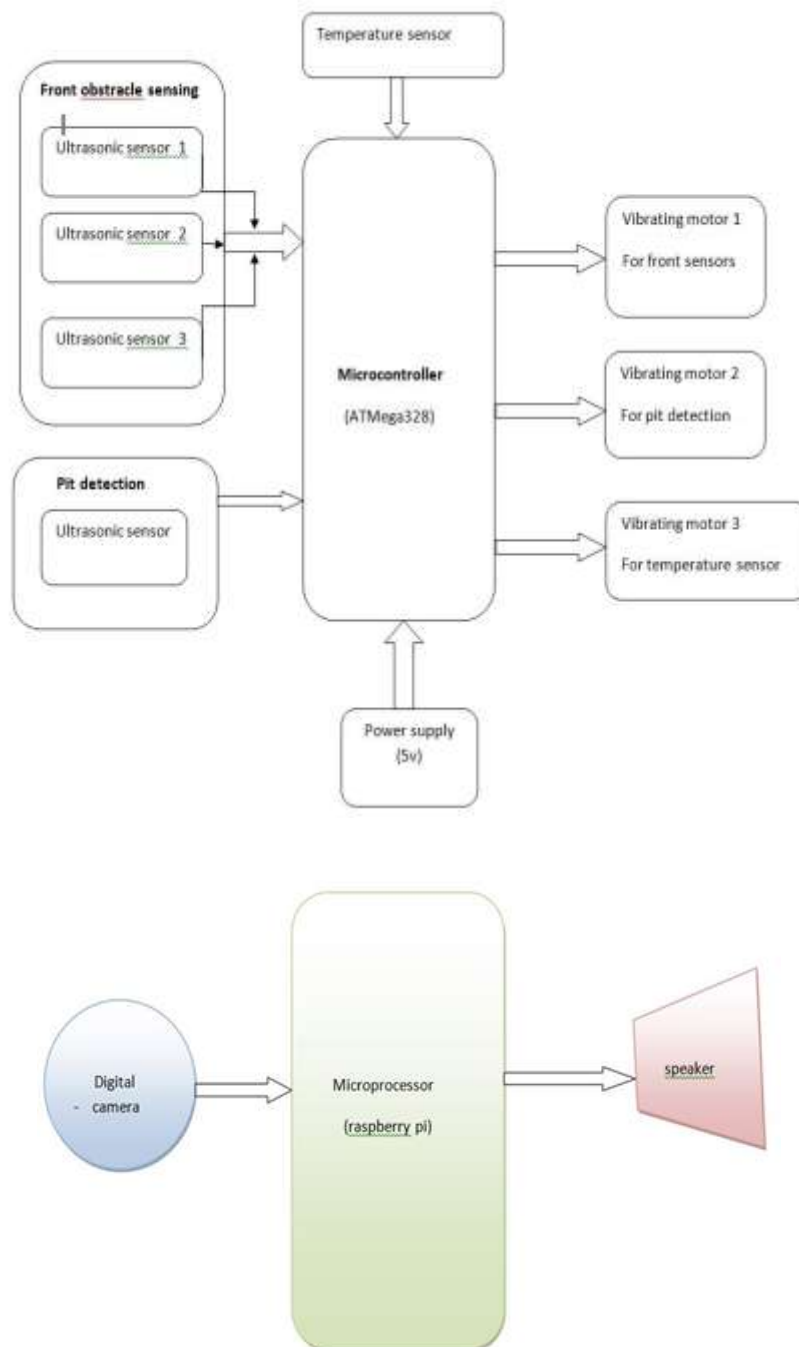 Temperature sensor
Front obstracle sensing
Ultrasonic sensor 1
Ultrasonic sensor 2
Ultrasonic sensor 3
Pit detection
Ultrasonic sensor
Microcontroller
(ATMega328)
Vibrating motor 1
For front sensors
Vibrating motor 2
For pit detection
Vibrating motor 3
For temperature sensor
Power supply
(5v)
Digital
- camera
Microprocessor
(raspberry pi)
speaker